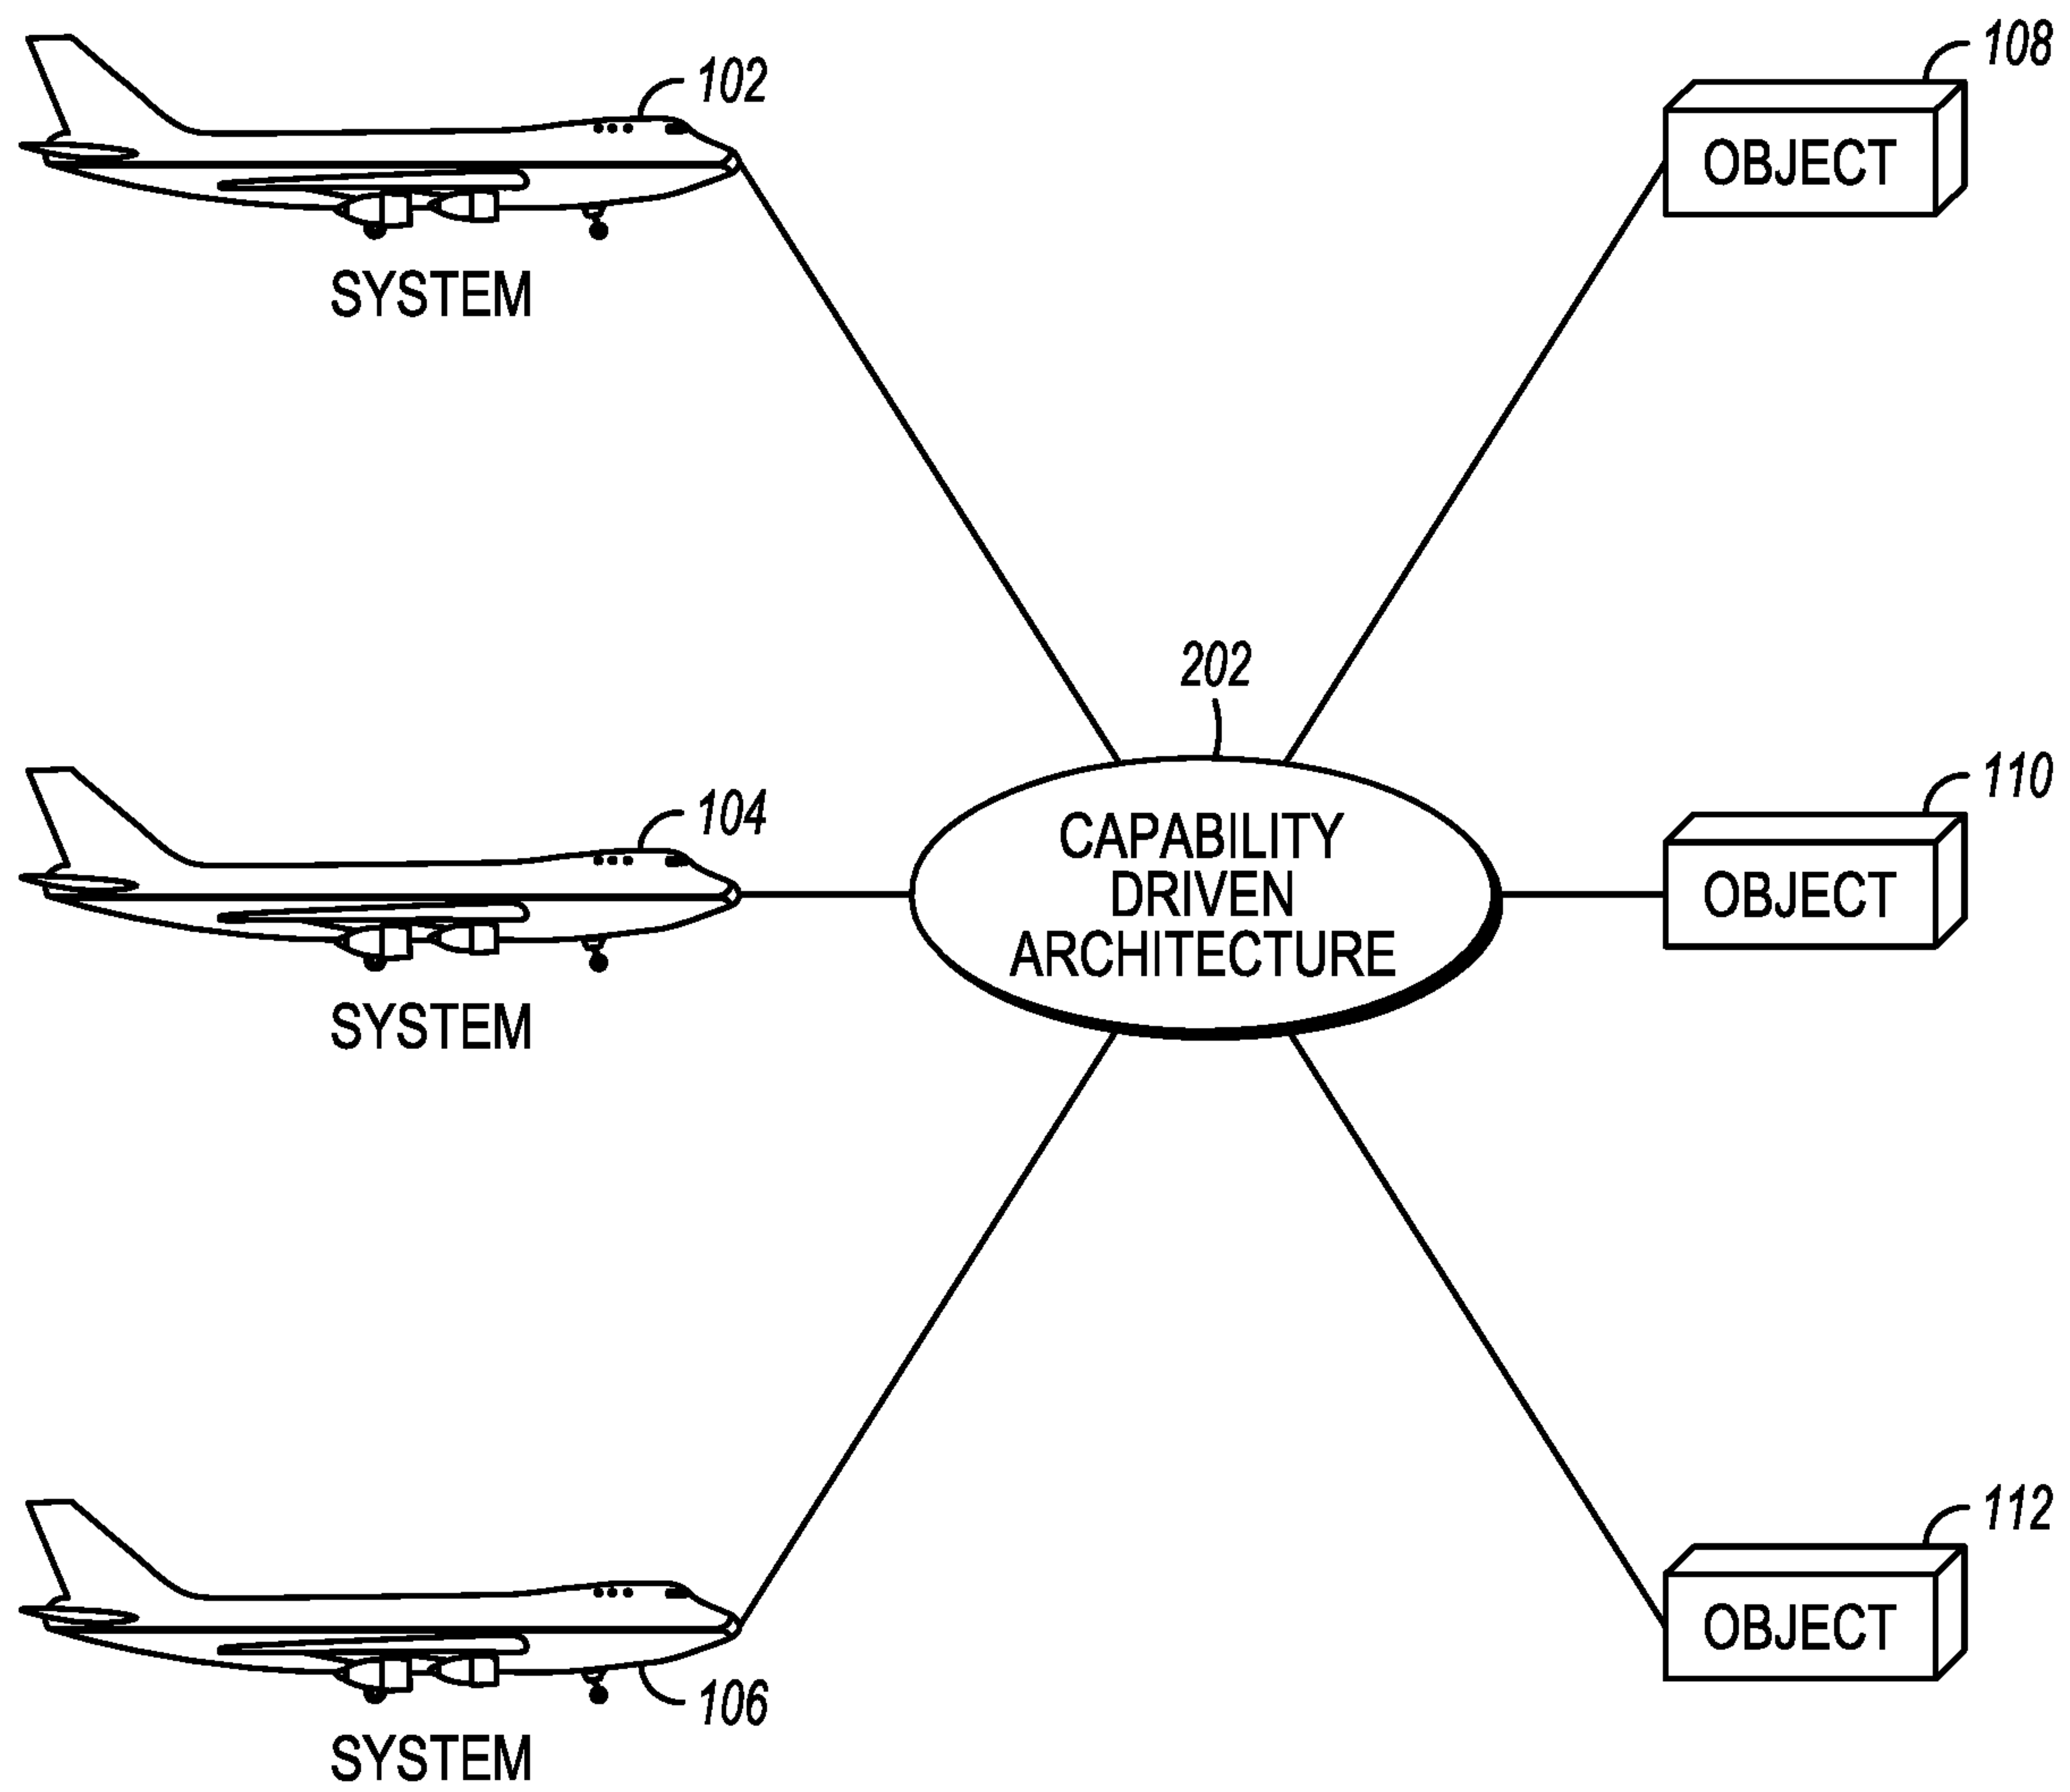 108
102
OBJECT
SYSTEM
202
110
104
CAPABILITY
DRIVEN
ARCHITECTURE
OBJECT
SYSTEM
112
OBJECT
106
SYSTEM